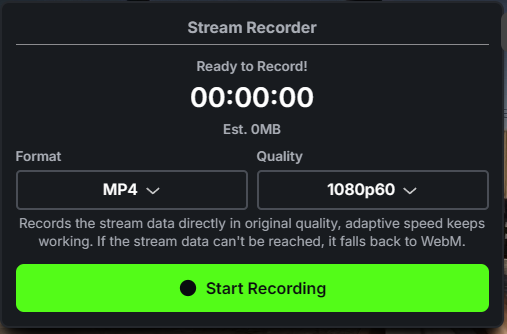 Stream Recorder
Ready to Record!
00:00:00
Est. 0MB
Format
Quality
MP4
1080p60
Records the stream data directly in original quality, adaptive speed keeps
working. If the stream data can't be reached, it falls back to WebM.
Start Recording